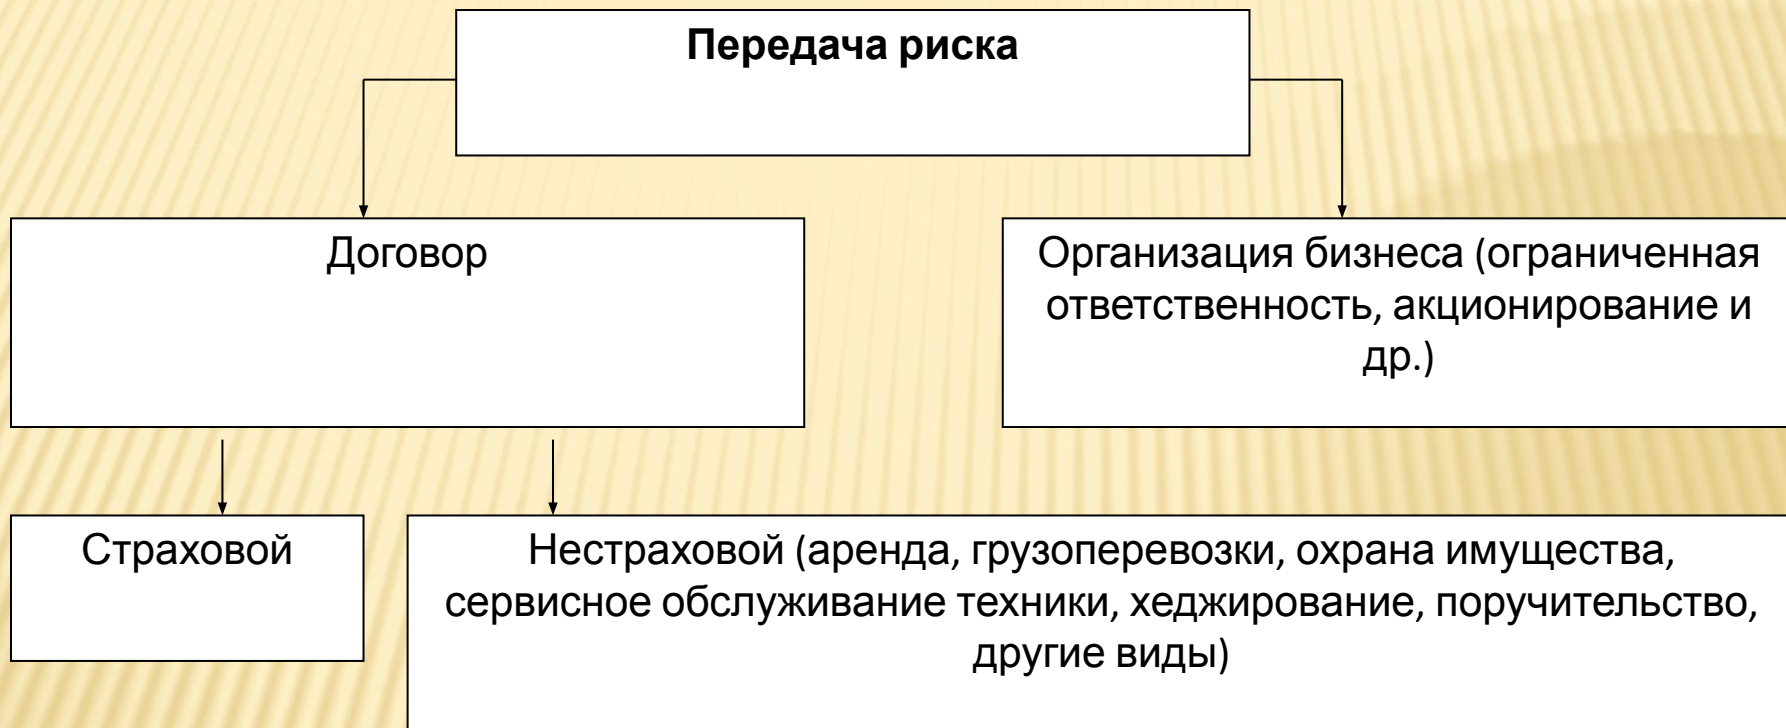 Передача риска
Договор
Организация бизнеса (ограниченная
ответственность, акционирование и
др.)
Страховой
Нестраховой (аренда, грузоперевозки, охрана имущества,
сервисное обслуживание техники, хеджирование, поручительство,
другие виды)